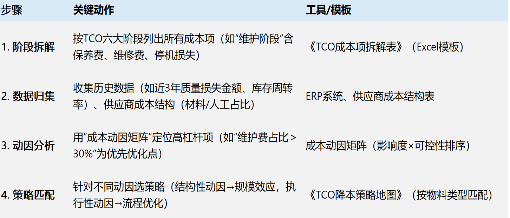 步骤 关键动作 工具/模板
1. 阶段拆解
按TCO六大阶段列出所有成本项（如“维护阶段”含
保养费、维修费、停机损失）
《TCO成本项拆解表》（Excel模板）
2. 数据归集
收集历史数据（如近3年质量损失金额、库存周转
率）、供应商成本结构（材料/人工占比）
ERP系统、供应商成本结构表
3. 动因分析
用“成本动因矩阵”定位高杠杆项（如“维护费占比＞
30%”为优先优化点）
成本动因矩阵（影响度×可控性排序）
4. 策略匹配
针对不同动因选策略（结构性动因→规模效应，执
行性动因→流程优化）
《TCO降本策略地图》（按物料类型匹配）